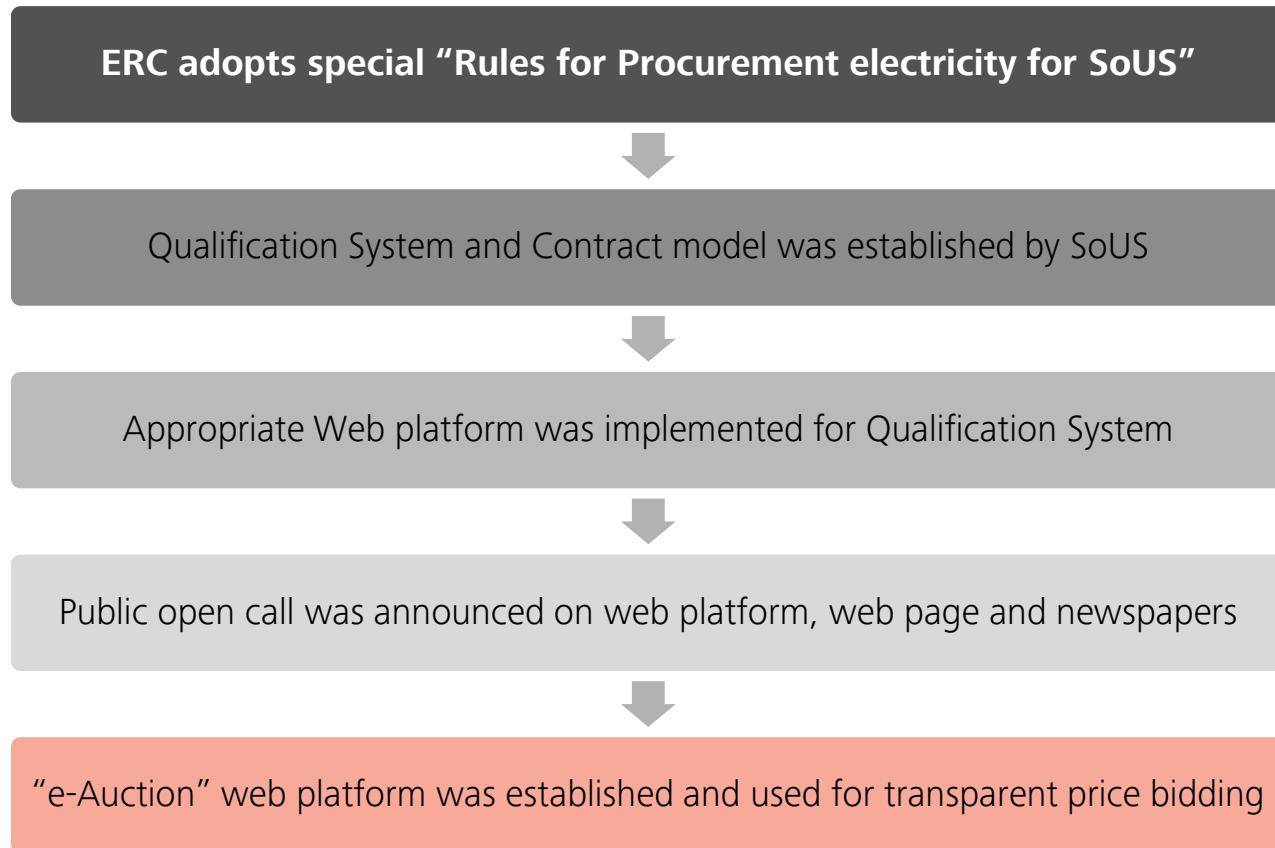 ERC adopts special “Rules for Procurement electricity for SoUS”
Qualification System and Contract model was established by SoUS
Appropriate Web platform was implemented for Qualification System
Public open call was announced on web platform, web page and newspapers
“e-Auction” web platform was established and used for transparent price bidding